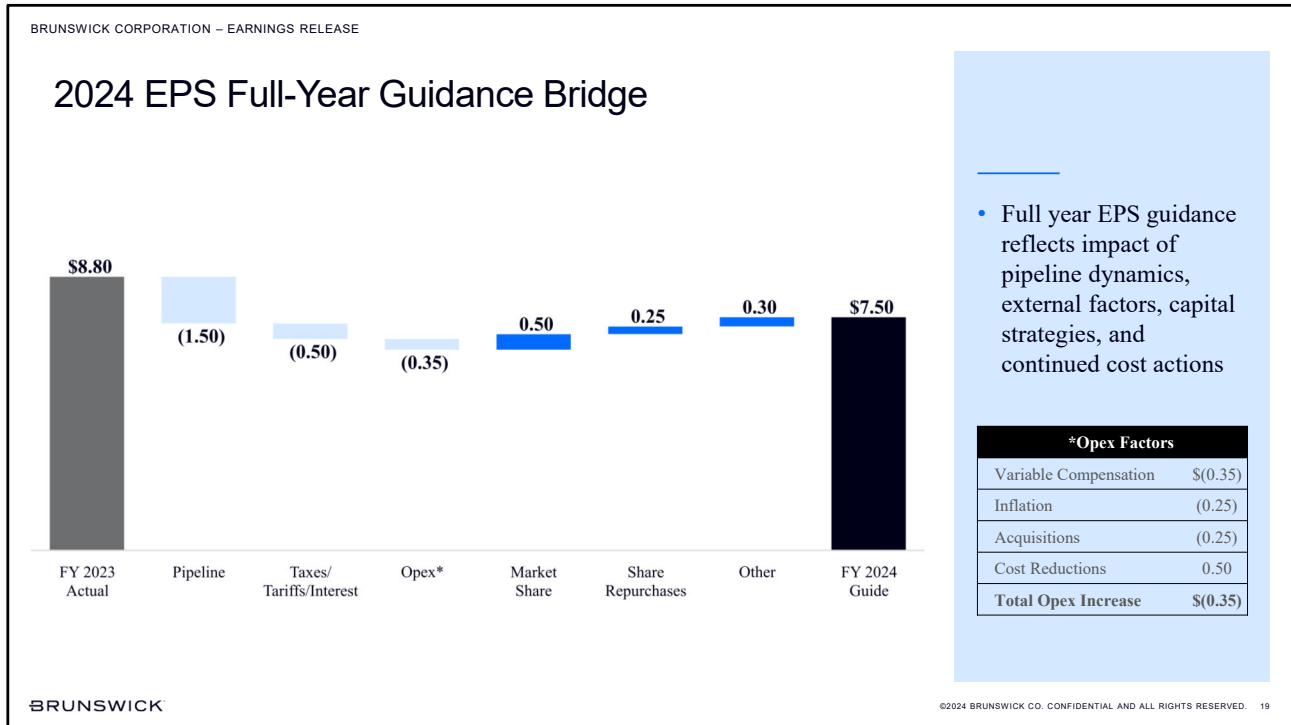 BRUNSWICK CORPORATION – EARNINGS RELEASE
2024 EPS Full-Year Guidance Bridge
$8.80
(1.50)
(0.50)
(0.35)
0.50
0.25
0.30
$7.50
FY 2023
Actual
Pipeline
Taxes/
Tariffs/Interest
Opex*
Market
Share
Share
Repurchases
Other
FY 2024
Guide
• Full year EPS guidance
reflects impact of
pipeline dynamics,
external factors, capital
strategies, and
continued cost actions
*Opex Factors
Variable Compensation $(0.35)
Inflation (0.25)
Acquisitions (0.25)
Cost Reductions 0.50
Total Opex Increase $(0.35)
BRUNSWICK
©2024 BRUNSWICK CO. CONFIDENTIAL AND ALL RIGHTS RESERVED. 19